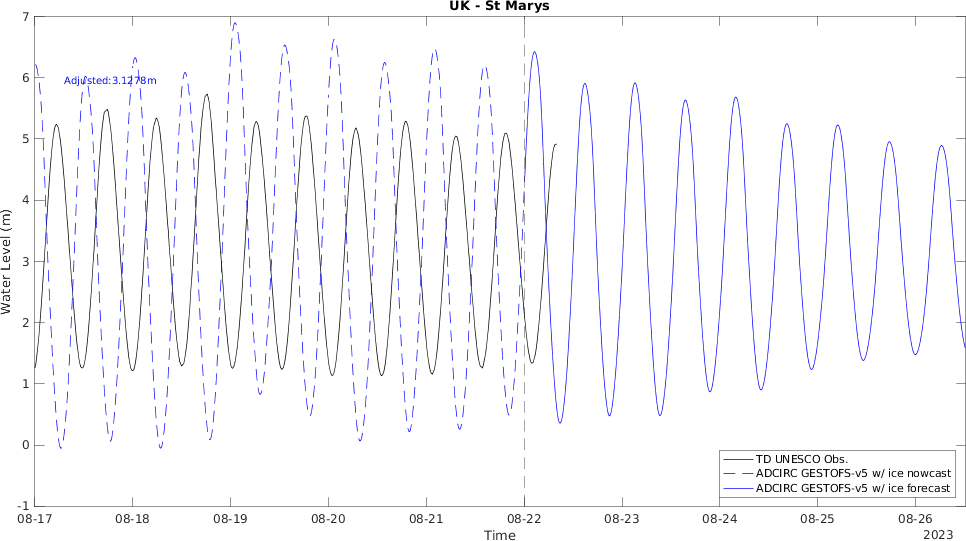 UK - St Marys
7
6
5
4
3
2
1
0
-1
Water Level (m)
Adjusted:3.1278m
TD UNESCO Obs.
ADCIRC GESTOFS-v5 w/ ice nowcast
ADCIRC GESTOFS-v5 w/ ice forecast
08-17 08-18 08-19 08-20 08-21 08-22 08-23 08-24 08-25 08-26
Time
2023